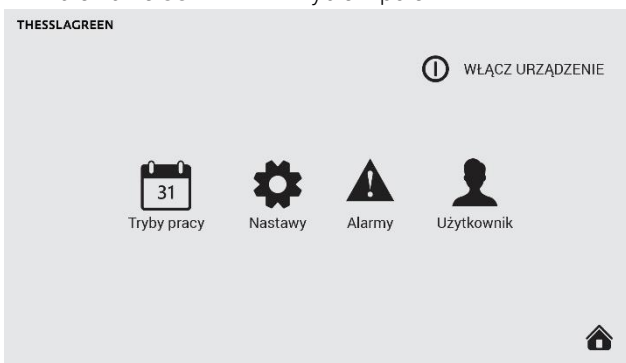 THESSLAGREEN
WŁĄCZ URZĄDZENIE
31
Tryby pracy
Nastawy
Alarmy
Użytkownik